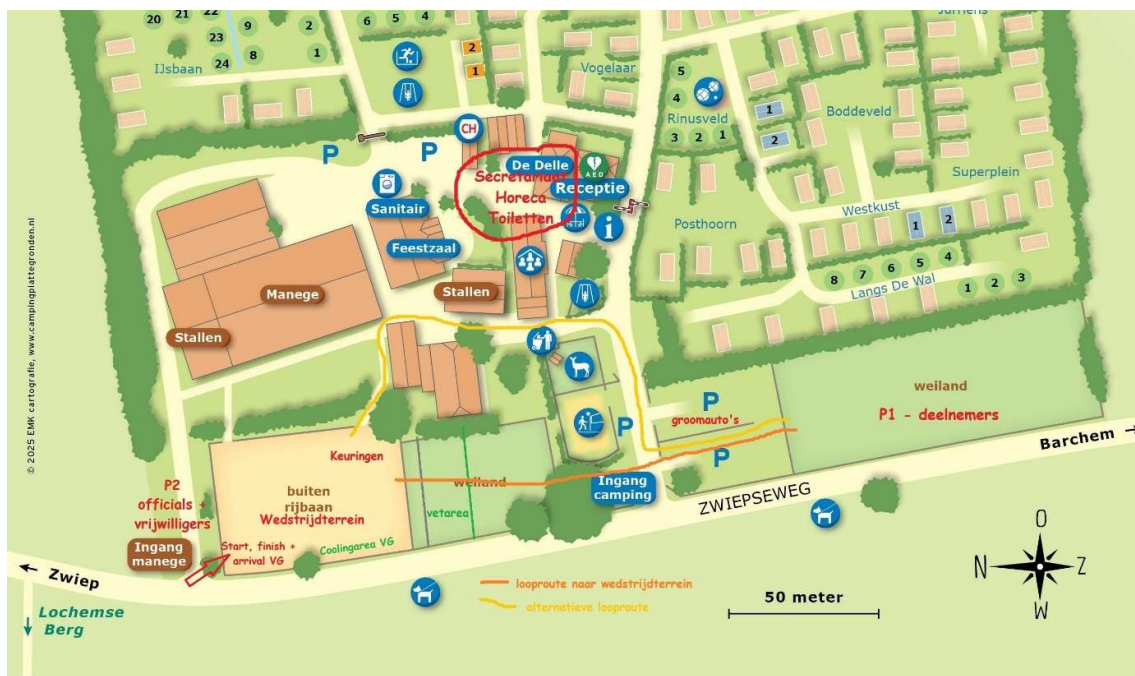 20
21
22
23
24
9
8
2
1
IJsbaan
6
5
4
2
1
Vogelaar
Jurriens
5
4
3
2
1
Rinusveld
1
2
Boddeveld
Superplein
Westkust
1
2
Posthoorn
8
7
6
5
4
Langs De Wal
1
2
3
P
P
CH
De Delle
AED
Secretariaat
Receptie
Horeca
Toiletten
Sanitair
i
Feestzaal
Manege
Stallen
Stallen
© 2025 EMK cartografie, www.campingplattegronden.nl
weiland
P1 - deelnemers
P
groomauto's
P
P
Barchem
Keuringen
P2
officials +
vrijwilligers
buiten
rijbaan
Wedstrijdterrein
weiland
vetarea
Ingang
camping
ZWIEPSEWEG
Ingang
manege
Start, finish +
arrival VG
Coolingarea VG
Zwiep
Lochemse
Berg
looproute naar wedstrijdterrein
alternatieve looproute
50 meter
O
N
Z
W